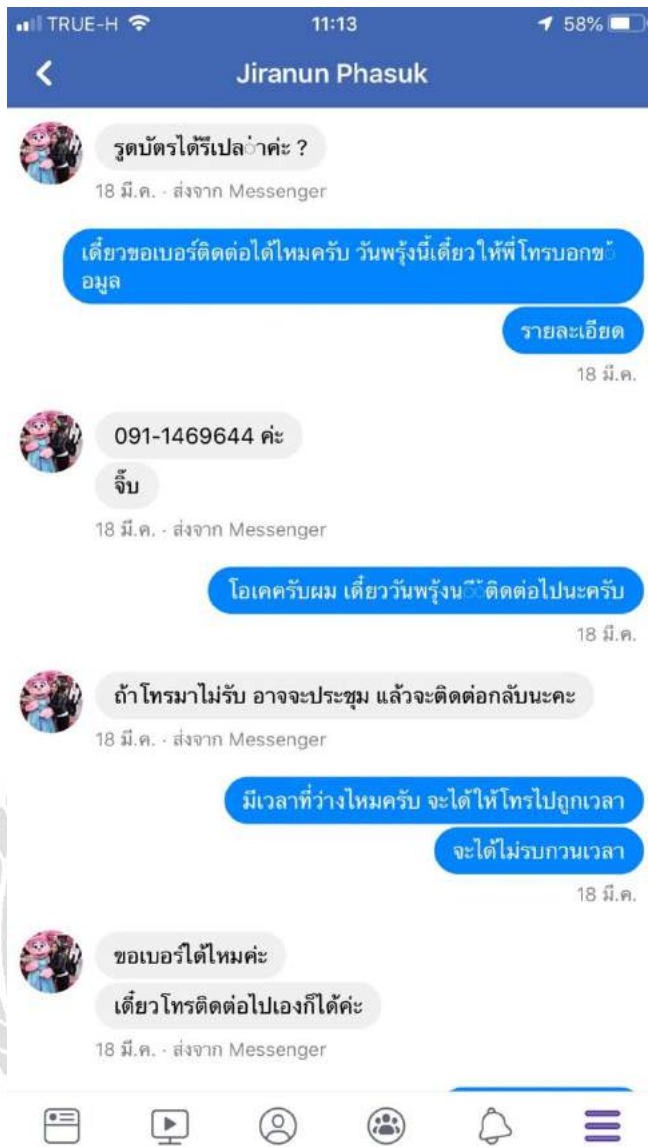 TRUE-H 11:13 58%
Jiranun Phasuk
รูดบัตรได้รึเปล่าค่ะ ?
18 มี.ค. · ส่งจาก Messenger
เดี๋ยวขอเบอร์ติดต่อได้ไหมครับ วันพรุ้งนี้เดี๋ยวให้พี่โทรบอกข้
อมูล
รายละเอียด
18 มี.ค.
091-1469644 ค่ะ
จิ๊บ
18 มี.ค. · ส่งจาก Messenger
โอเคครับผม เดี๋ยววันพรุ้งนี้ติดต่อไปนะครับ
18 มี.ค.
ถ้าโทรมาไม่รับ อาจจะประชุม แล้วจะติดต่อกลับนะคะ
18 มี.ค. · ส่งจาก Messenger
มีเวลาที่ว่างไหมครับ จะได้ให้โทรไปถูกเวลา
จะได้ไม่รบกวนเวลา
18 มี.ค.
ขอเบอร์ได้ไหมค่ะ
เดี๋ยวโทรติดต่อไปเองก็ได้ค่ะ
18 มี.ค. · ส่งจาก Messenger